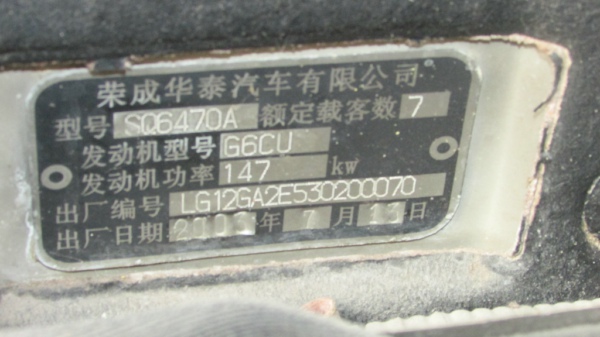 荣成华泰汽车有限公司
型号 SQ6470A 额定载客数 7
发动机型号 G6CU
发动机功率 147 kw
出厂编号 LG12GA2E530200070
出厂日期 年 7 月 日